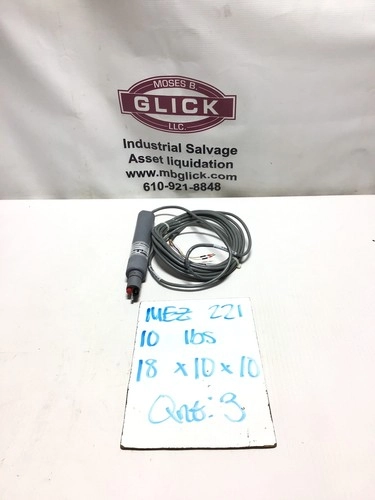 MOSES B.
GLICK
LLC.
Industrial Salvage
Asset liquidation
www.mbglick.com
610-921-8848
MEZ 221
10 lbs
18 x 10 x 10
Qnt: 3